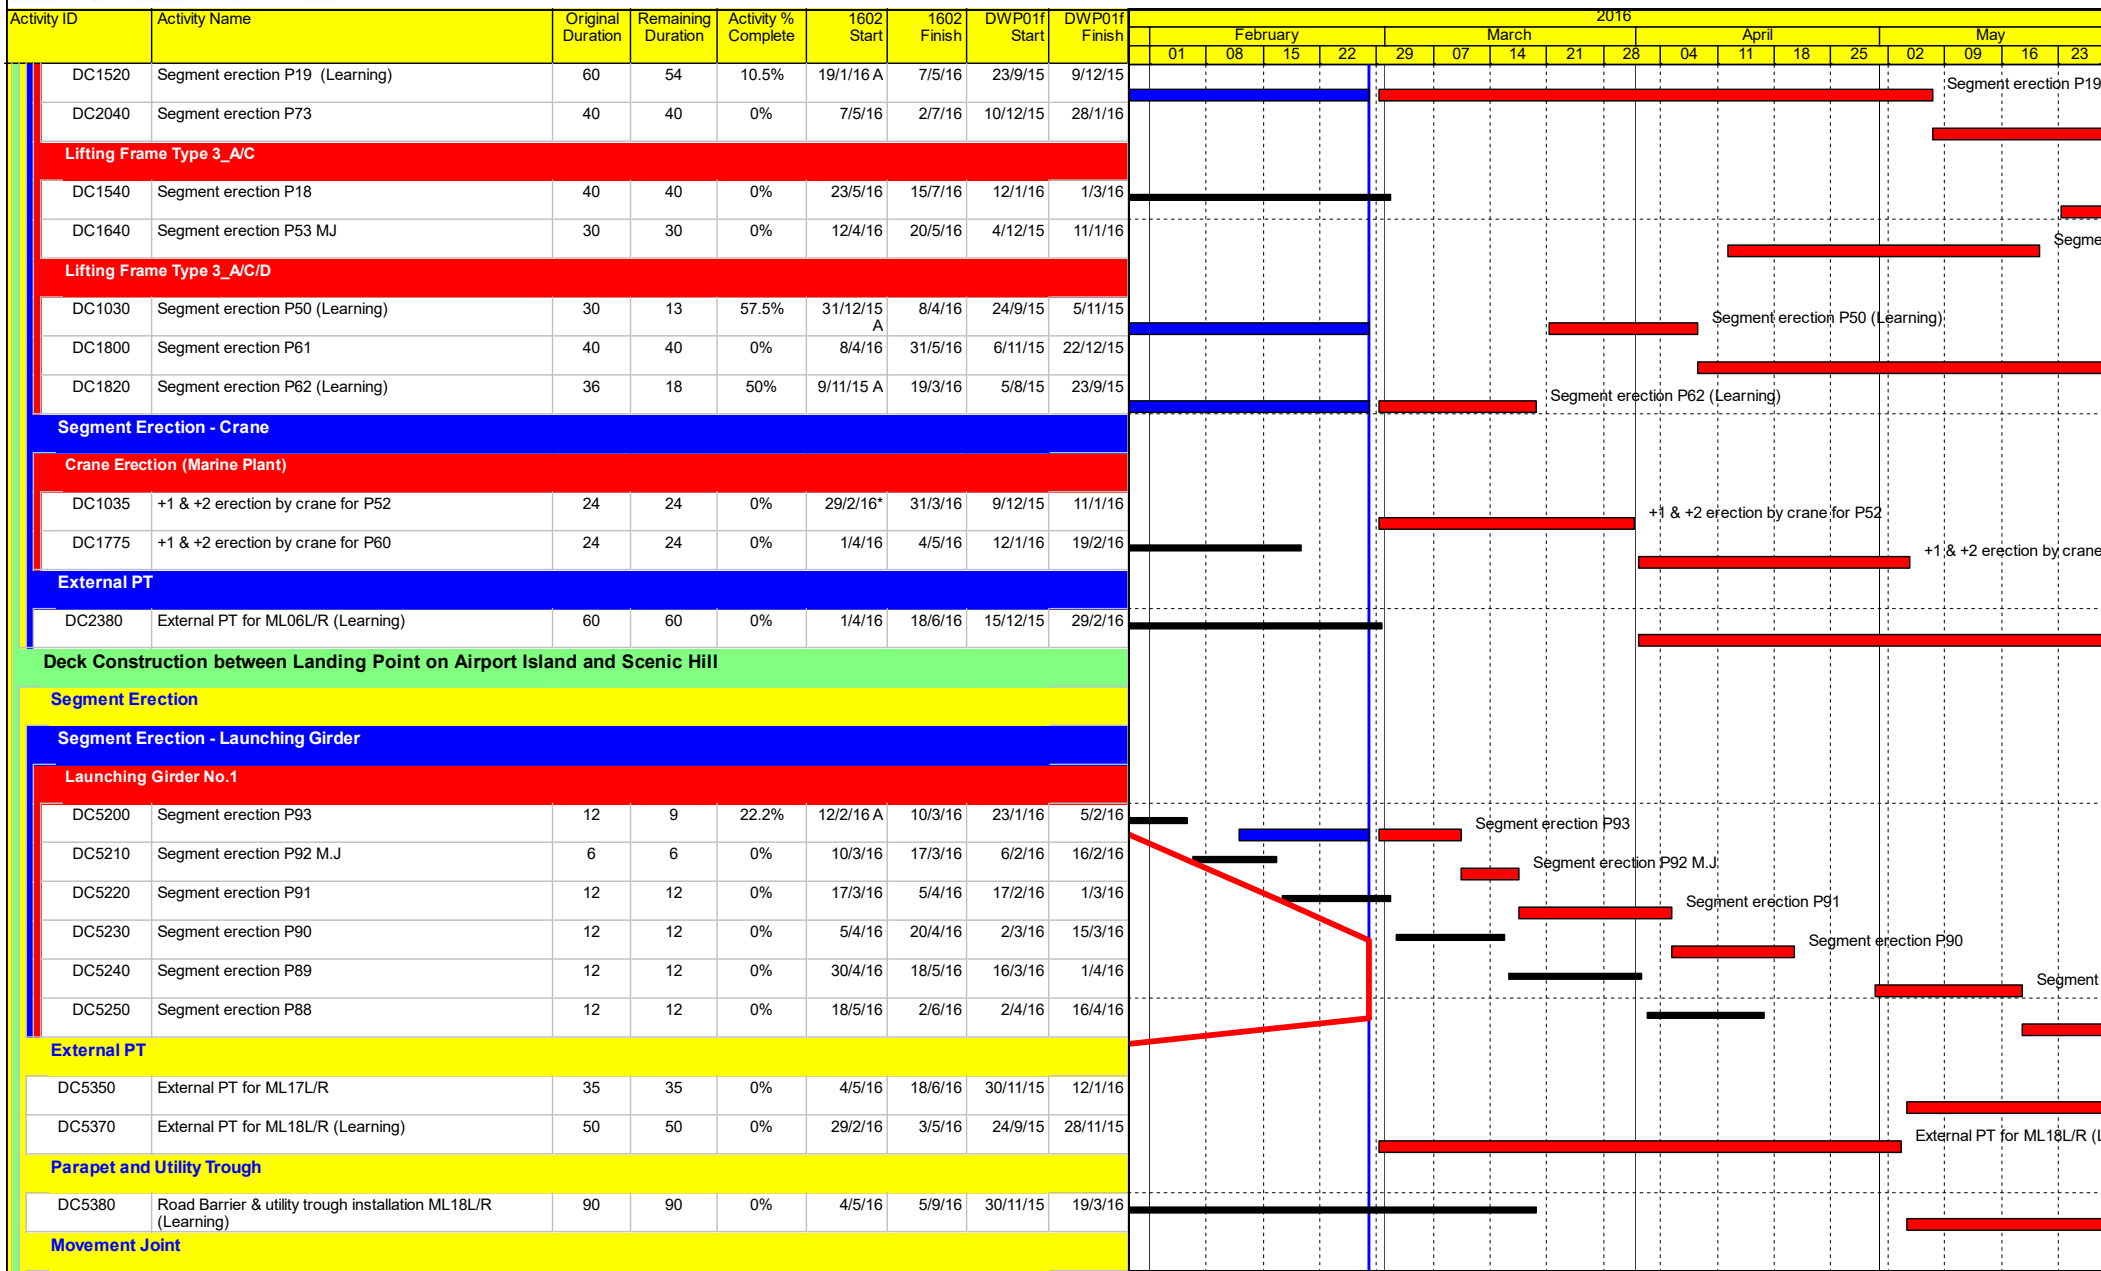 Activity ID Activity Name Original Duration Remaining Duration Activity % Complete 1602 Start 1602 Finish DWP01f Start DWP01f Finish
2016
February March April May
01 08 15 22 29 07 14 21 28 04 11 18 25 02 09 16 23
DC1520 Segment erection P19 (Learning) 60 54 10.5% 19/1/16 A 7/5/16 23/9/15 9/12/15 Segment erection P19
DC2040 Segment erection P73 40 40 0% 7/5/16 2/7/16 10/12/15 28/1/16
Lifting Frame Type 3_A/C
DC1540 Segment erection P18 40 40 0% 23/5/16 15/7/16 12/1/16 1/3/16
DC1640 Segment erection P53 MJ 30 30 0% 12/4/16 20/5/16 4/12/15 11/1/16 Segme
Lifting Frame Type 3_A/C/D
DC1030 Segment erection P50 (Learning) 30 13 57.5% 31/12/15 A 8/4/16 24/9/15 5/11/15 Segment erection P50 (Learning)
DC1800 Segment erection P61 40 40 0% 8/4/16 31/5/16 6/11/15 22/12/15
DC1820 Segment erection P62 (Learning) 36 18 50% 9/11/15 A 19/3/16 5/8/15 23/9/15 Segment erection P62 (Learning)
Segment Erection - Crane
Crane Erection (Marine Plant)
DC1035 +1 & +2 erection by crane for P52 24 24 0% 29/2/16* 31/3/16 9/12/15 11/1/16 +1 & +2 erection by crane for P52
DC1775 +1 & +2 erection by crane for P60 24 24 0% 1/4/16 4/5/16 12/1/16 19/2/16 +1 & +2 erection by crane
External PT
DC2380 External PT for ML06L/R (Learning) 60 60 0% 1/4/16 18/6/16 15/12/15 29/2/16
Deck Construction between Landing Point on Airport Island and Scenic Hill
Segment Erection
Segment Erection - Launching Girder
Launching Girder No.1
DC5200 Segment erection P93 12 9 22.2% 12/2/16 A 10/3/16 23/1/16 5/2/16 Segment erection P93
DC5210 Segment erection P92 M.J 6 6 0% 10/3/16 17/3/16 6/2/16 16/2/16 Segment erection P92 M.J
DC5220 Segment erection P91 12 12 0% 17/3/16 5/4/16 17/2/16 1/3/16 Segment erection P91
DC5230 Segment erection P90 12 12 0% 5/4/16 20/4/16 2/3/16 15/3/16 Segment erection P90
DC5240 Segment erection P89 12 12 0% 30/4/16 18/5/16 16/3/16 1/4/16 Segment
DC5250 Segment erection P88 12 12 0% 18/5/16 2/6/16 2/4/16 16/4/16
External PT
DC5350 External PT for ML17L/R 35 35 0% 4/5/16 18/6/16 30/11/15 12/1/16
DC5370 External PT for ML18L/R (Learning) 50 50 0% 29/2/16 3/5/16 24/9/15 28/11/15 External PT for ML18L/R (L
Parapet and Utility Trough
DC5380 Road Barrier & utility trough installation ML18L/R (Learning) 90 90 0% 4/5/16 5/9/16 30/11/15 19/3/16
Movement Joint